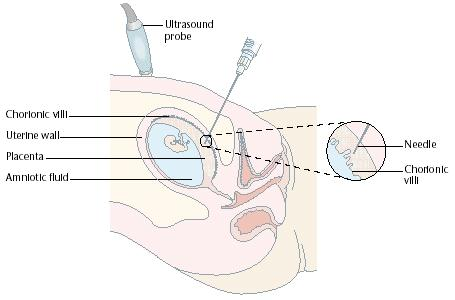 Ultrasound
probe
Chorionic villi
Uterine wall
Placenta
Amniotic fluid
Needle
Chorionic
villi